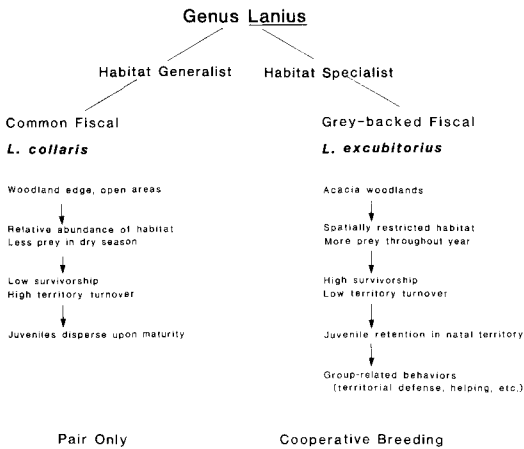 Genus Lanius
Habitat Generalist
Habitat Specialist
Common Fiscal
L. collaris
Woodland edge, open areas
Relative abundance of habitat
Less prey in dry season
Low survivorship
High territory turnover
Juveniles disperse upon maturity
Pair Only
Grey-backed Fiscal
L. excubitorius
Acacia woodlands
Spatially restricted habitat
More prey throughout year
High survivorship
Low territory turnover
Juvenile retention in natal territory
Group-related behaviors
(territorial defense, helping, etc.)
Cooperative Breeding